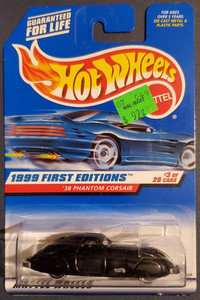 GUARANTEED
FOR LIFE
FOR AGES
OVER 3 YEARS.
DIE CAST METAL &
PLASTIC PARTS.
Hot Wheels
MATTEL
1999 FIRST EDITIONS
#3 OF
26 CARS
'38 PHANTOM CORSAIR